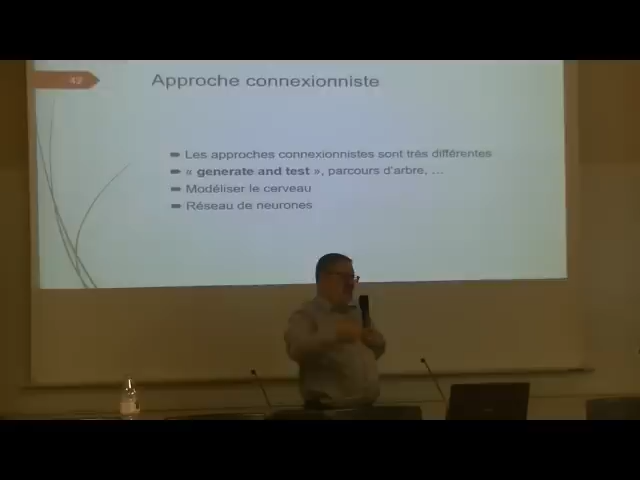 42
Approche connexionniste
Les approches connexionnistes sont très différentes
« generate and test », parcours d'arbre, ...
Modéliser le cerveau
Réseau de neurones